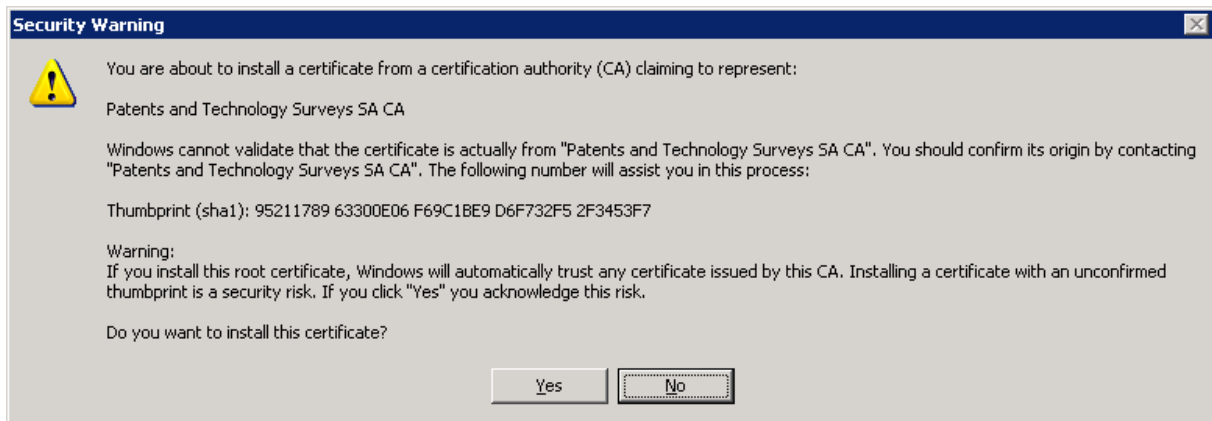 Security Warning
You are about to install a certificate from a certification authority (CA) claiming to represent:
Patents and Technology Surveys SA CA
Windows cannot validate that the certificate is actually from "Patents and Technology Surveys SA CA". You should confirm its origin by contacting
"Patents and Technology Surveys SA CA". The following number will assist you in this process:
Thumbprint (sha1): 95211789 63300E06 F69C1BE9 D6F732F5 2F3453F7
Warning:
If you install this root certificate, Windows will automatically trust any certificate issued by this CA. Installing a certificate with an unconfirmed
thumbprint is a security risk. If you click "Yes" you acknowledge this risk.
Do you want to install this certificate?
Yes No